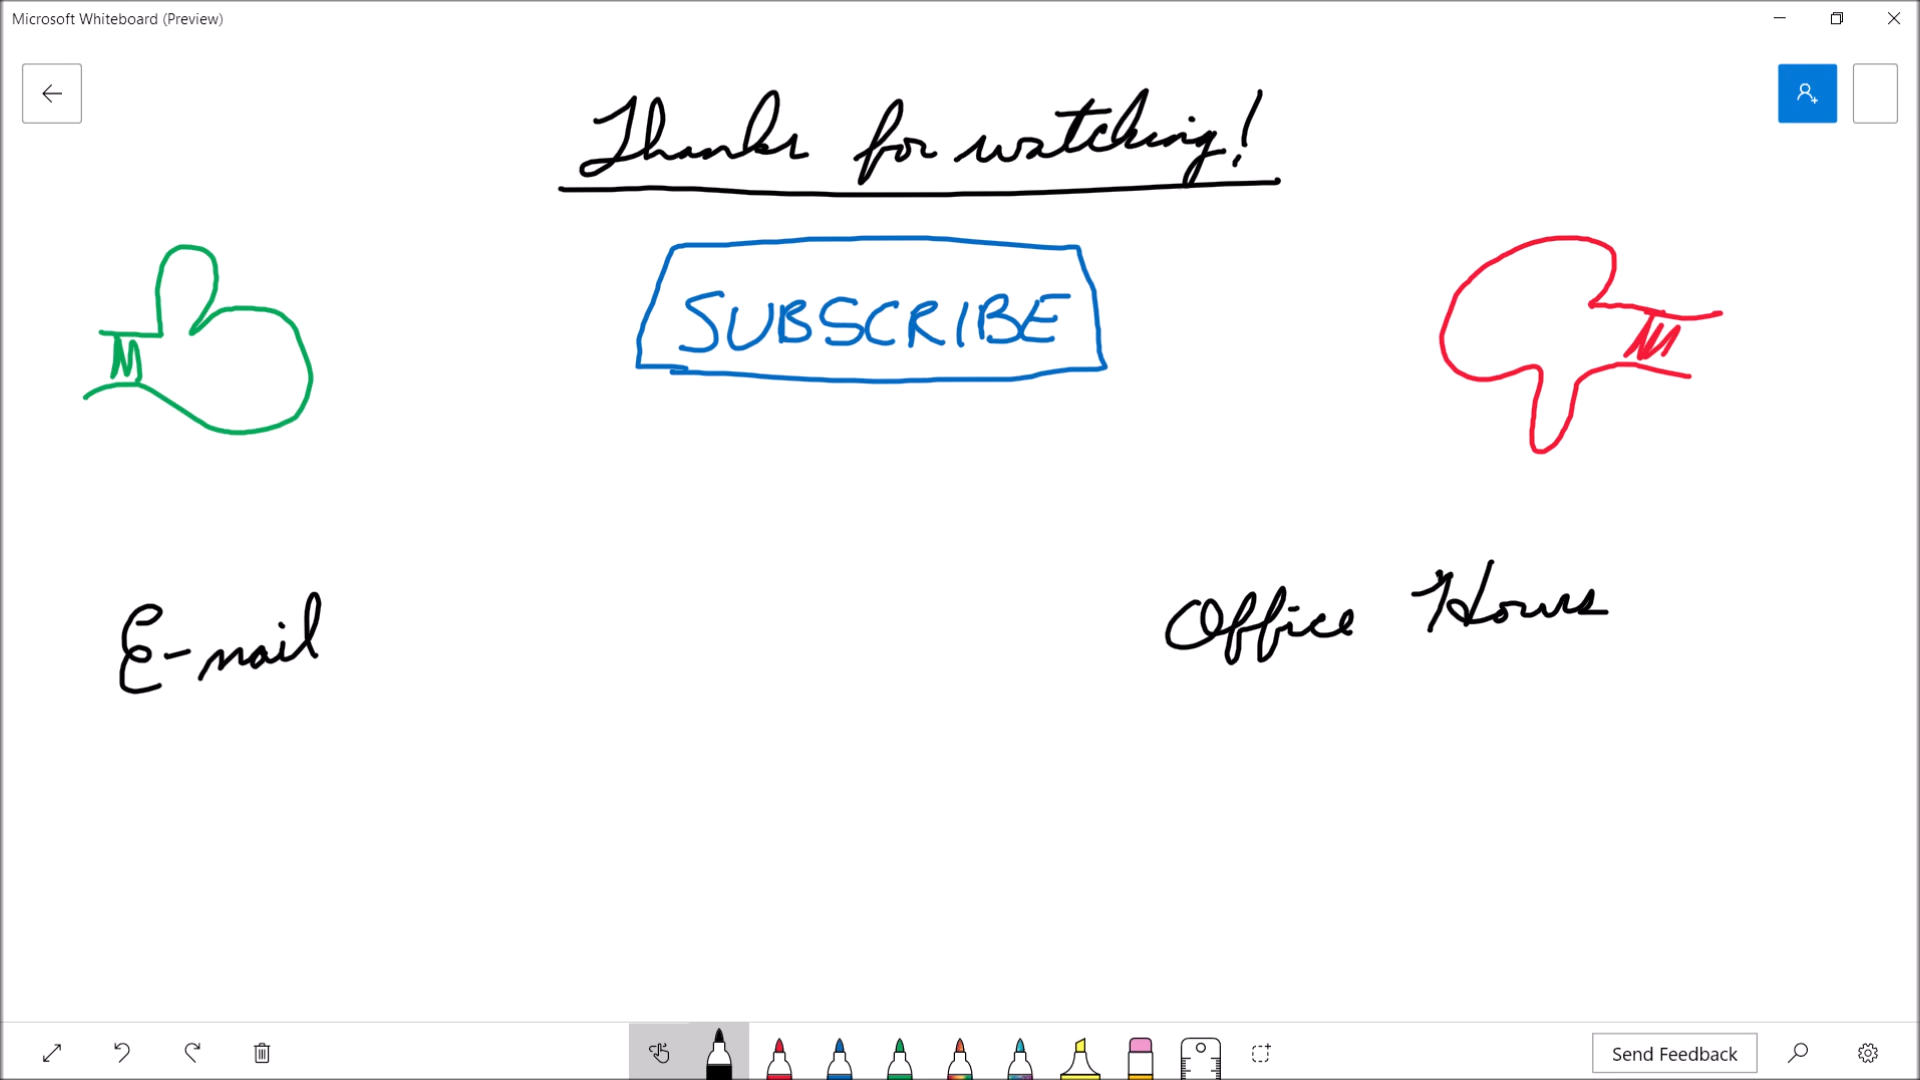 Microsoft Whiteboard (Preview)
Thanks for watching!
SUBSCRIBE
E-mail
Office Hours
Send Feedback